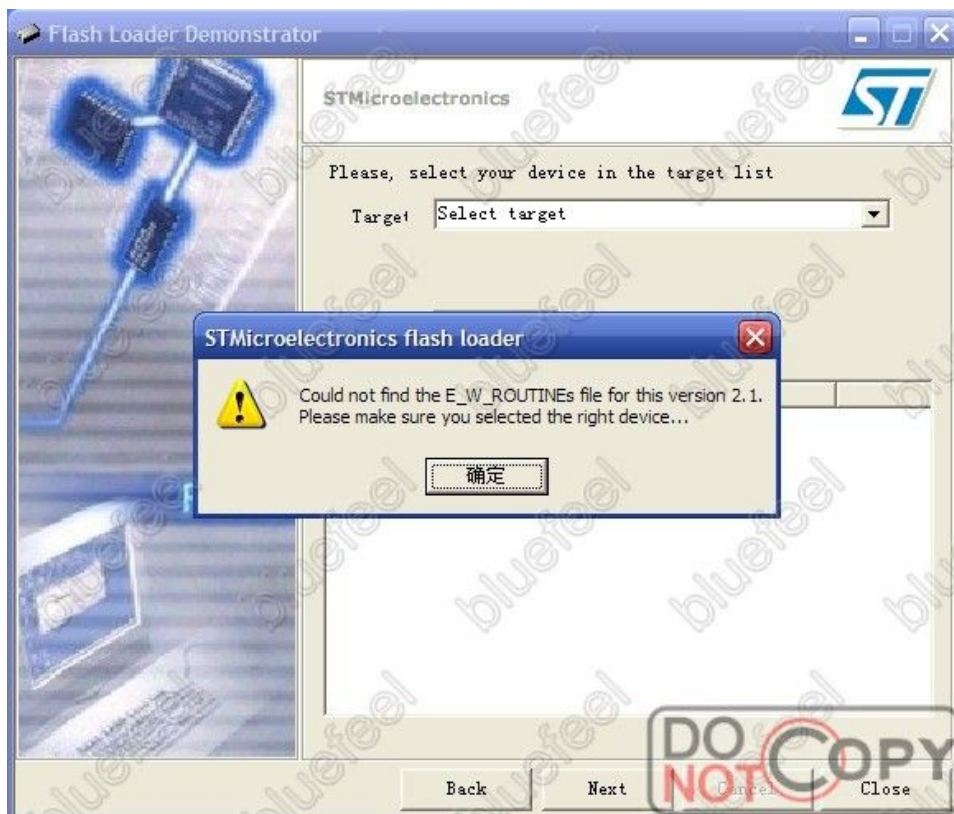 Flash Loader Demonstrator
STMicroelectronics
ST
Please, select your device in the target list
Target
Select target
STMicroelectronics flash loader
Could not find the E_W_ROUTINEs file for this version 2.1.
Please make sure you selected the right device...
确定
Back
Next
Cancel
Close
DO NOT COPY
bluefeel